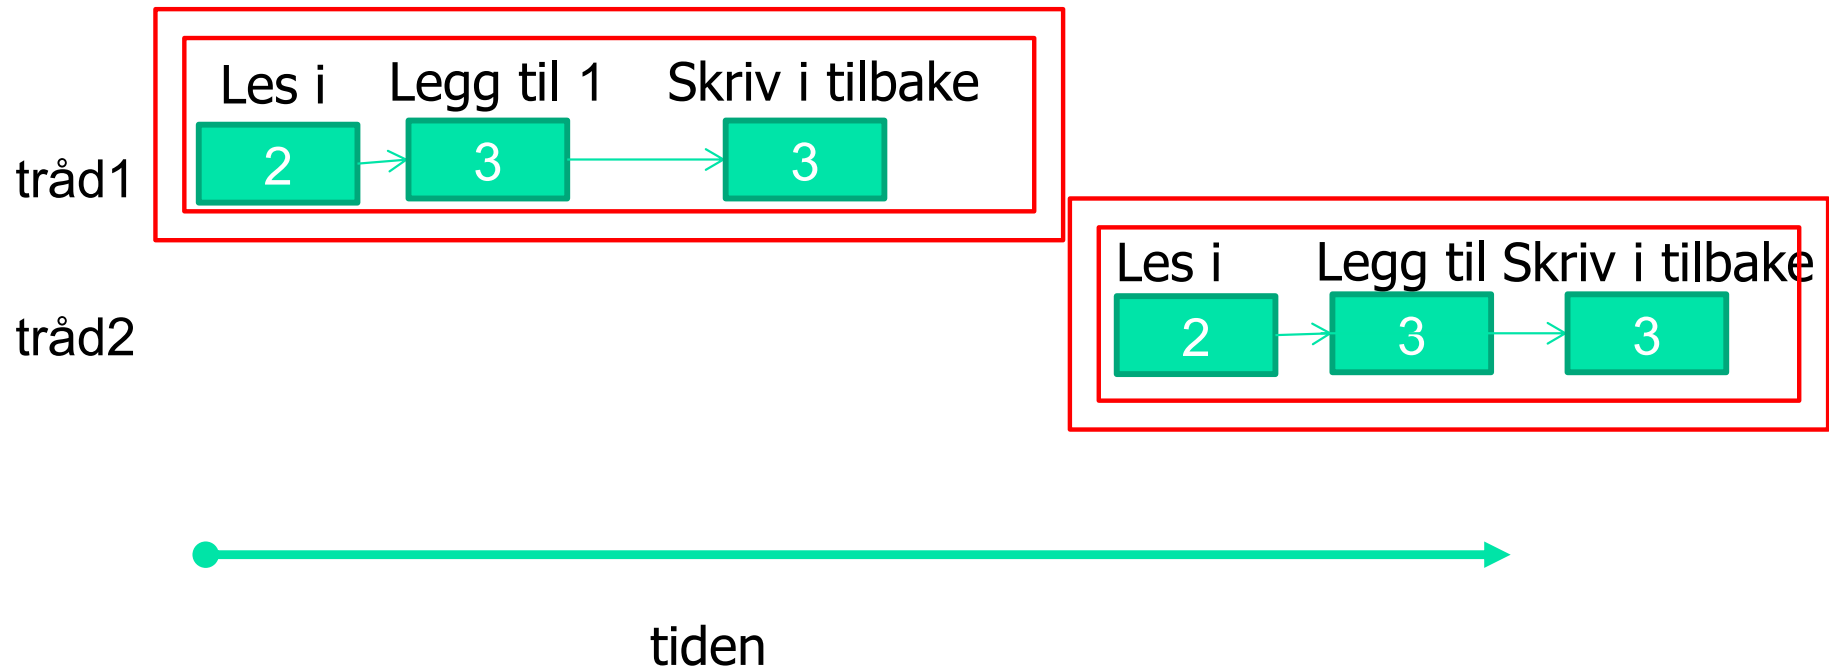 Les i Legg til 1 Skriv i tilbake
2 3 3
tråd1
Les i Legg til Skriv i tilbake
2 3 3
tråd2
tiden